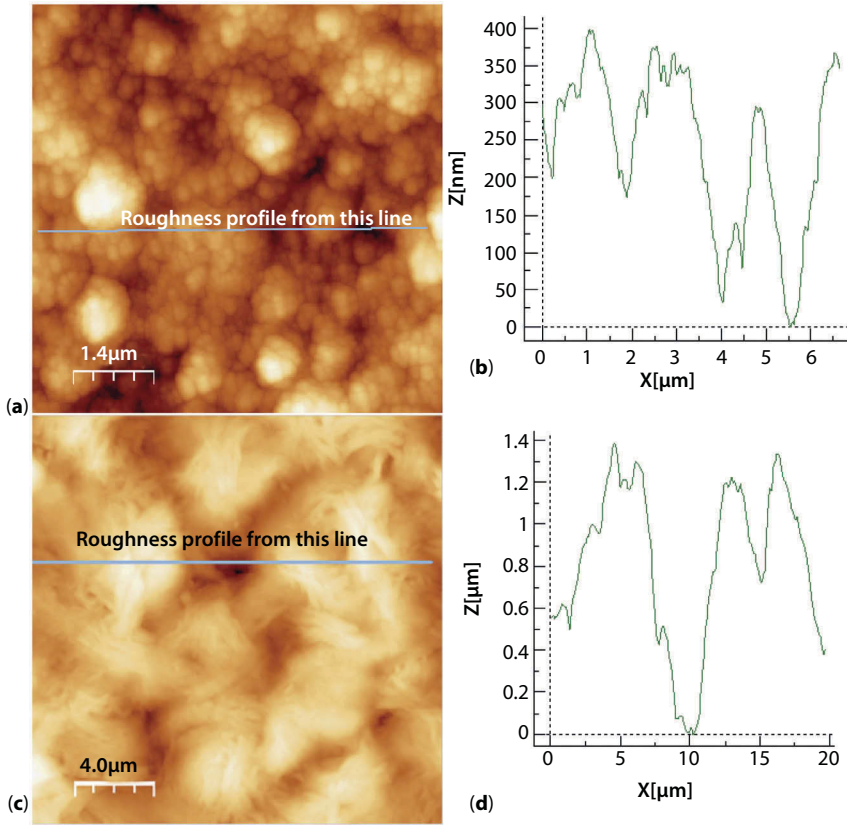 Roughness profile from this line
1.4μm
(a)
400
350
300
250
200
150
100
50
0
Z[nm]
0 1 2 3 4 5 6
X[μm]
(b)
Roughness profile from this line
4.0μm
(c)
1.4
1.2
1
0.8
0.6
0.4
0.2
0
Z[μm]
0 5 10 15 20
X[μm]
(d)